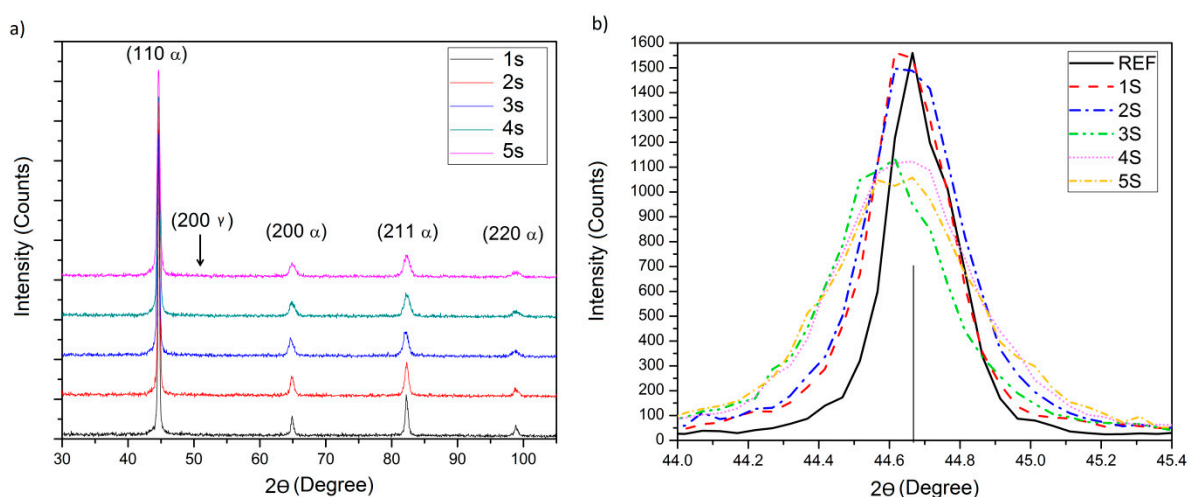 a)
(110 α)
1s
2s
3s
4s
5s
(200 γ)
(200 α)
(211 α)
(220 α)
Intensity (Counts)
30 40 50 60 70 80 90 100
2Θ (Degree)
b)
1600
1500
1400
1300
1200
1100
1000
900
800
700
600
500
400
300
200
100
0
REF
1S
2S
3S
4S
5S
Intensity (Counts)
44.0 44.2 44.4 44.6 44.8 45.0 45.2 45.4
2Θ (Degree)